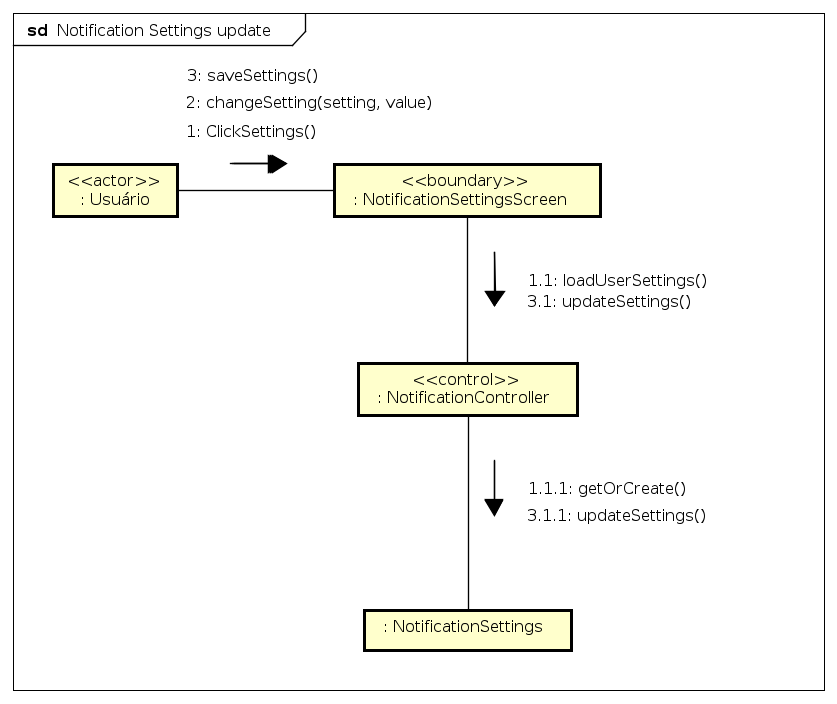 sd Notification Settings update
3: saveSettings()
2: changeSetting(setting, value)
1: ClickSettings()
<<actor>>
: Usuário
<<boundary>>
: NotificationSettingsScreen
1.1: loadUserSettings()
3.1: updateSettings()
<<control>>
: NotificationController
1.1.1: getOrCreate()
3.1.1: updateSettings()
: NotificationSettings